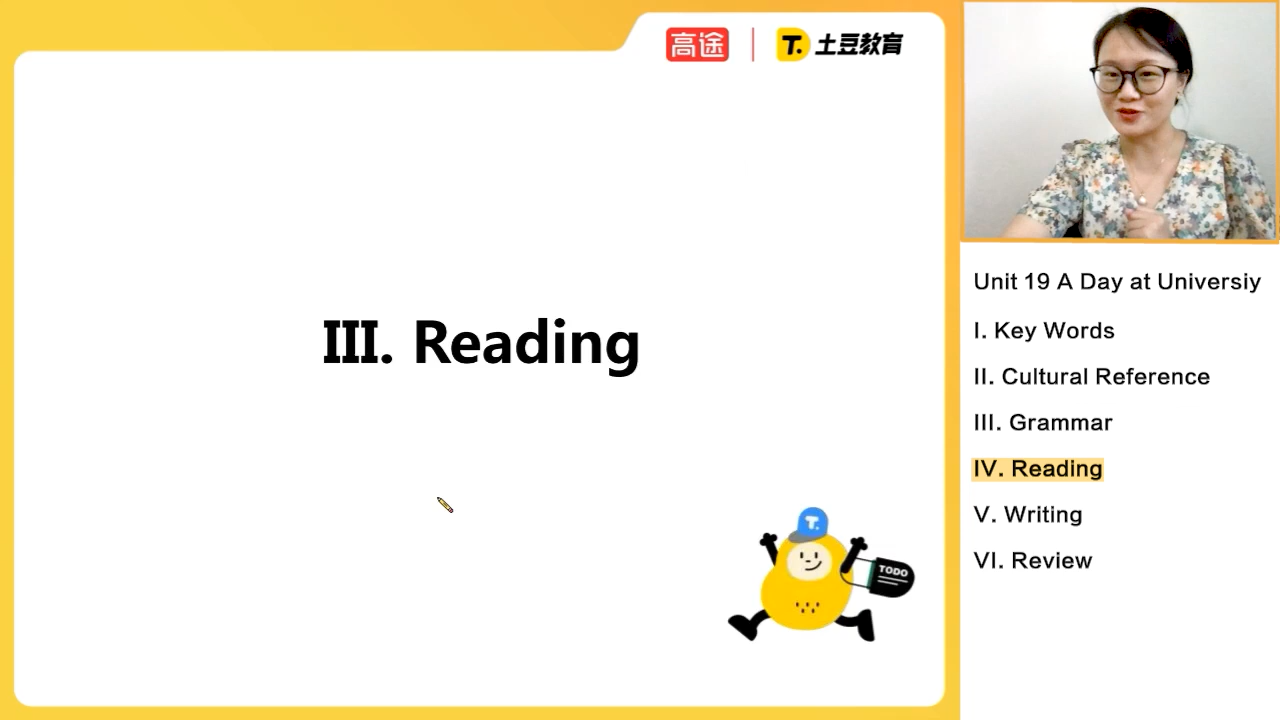 高途 T. 土豆教育
III. Reading
T.
TODO
Unit 19 A Day at Universiy
I. Key Words
II. Cultural Reference
III. Grammar
IV. Reading
V. Writing
VI. Review